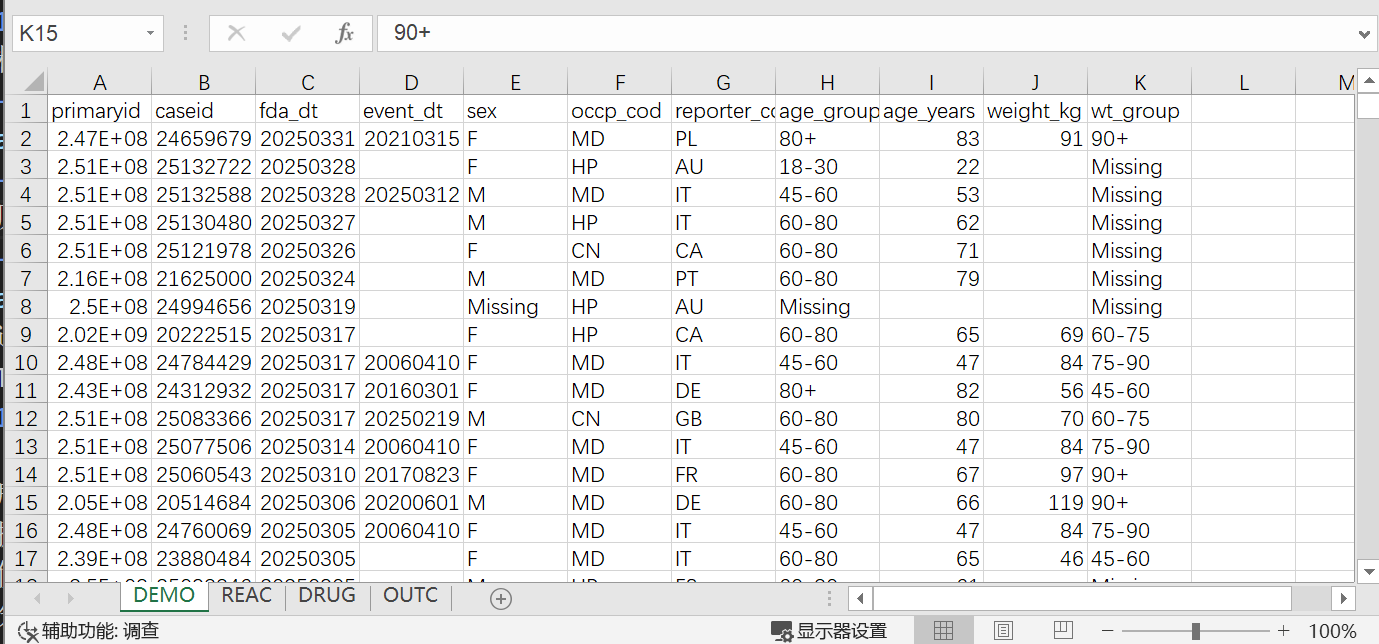 K15 fx 90+
A B C D E F G H I J K L M
1 primaryid caseid fda_dt event_dt sex occp_cod reporter_co age_group age_years weight_kg wt_group
2 2.47E+08 24659679 20250331 20210315 F MD PL 80+ 83 91 90+
3 2.51E+08 25132722 20250328 F HP AU 18-30 22 Missing
4 2.51E+08 25132588 20250328 20250312 M MD IT 45-60 53 Missing
5 2.51E+08 25130480 20250327 M HP IT 60-80 62 Missing
6 2.51E+08 25121978 20250326 F CN CA 60-80 71 Missing
7 2.16E+08 21625000 20250324 M MD PT 60-80 79 Missing
8 2.5E+08 24994656 20250319 Missing HP AU Missing Missing
9 2.02E+09 20222515 20250317 F HP CA 60-80 65 69 60-75
10 2.48E+08 24784429 20250317 20060410 F MD IT 45-60 47 84 75-90
11 2.43E+08 24312932 20250317 20160301 F MD DE 80+ 82 56 45-60
12 2.51E+08 25083366 20250317 20250219 M CN GB 60-80 80 70 60-75
13 2.51E+08 25077506 20250314 20060410 F MD IT 45-60 47 84 75-90
14 2.51E+08 25060543 20250310 20170823 F MD FR 60-80 67 97 90+
15 2.05E+08 20514684 20250306 20200601 M MD DE 60-80 66 119 90+
16 2.48E+08 24760069 20250305 20060410 F MD IT 45-60 47 84 75-90
17 2.39E+08 23880484 20250305 F MD IT 60-80 65 46 45-60
DEMO REAC DRUG OUTC
辅助功能: 调查 显示器设置 100%